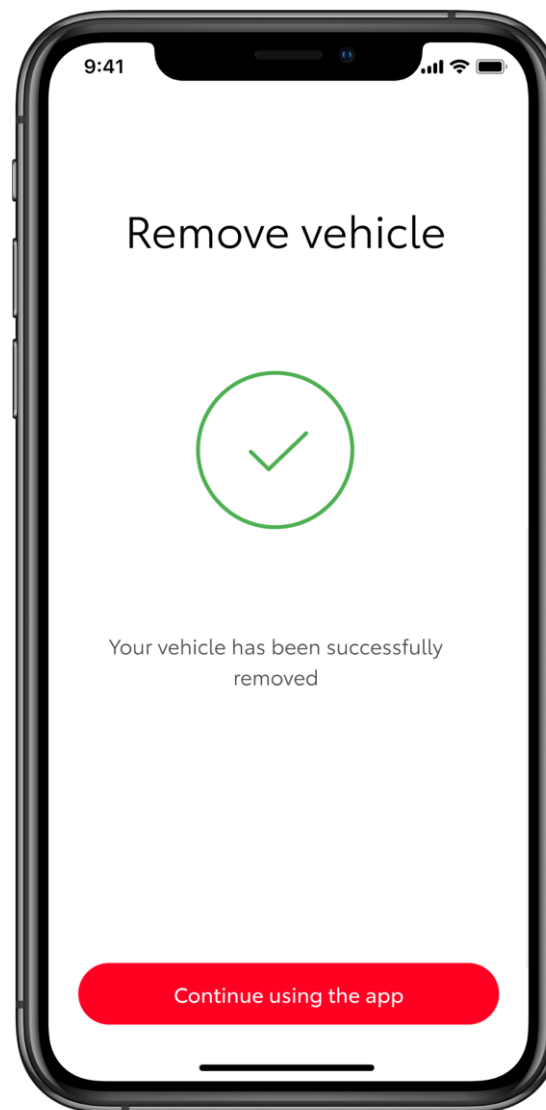 9:41
Remove vehicle
Your vehicle has been successfully
removed
Continue using the app